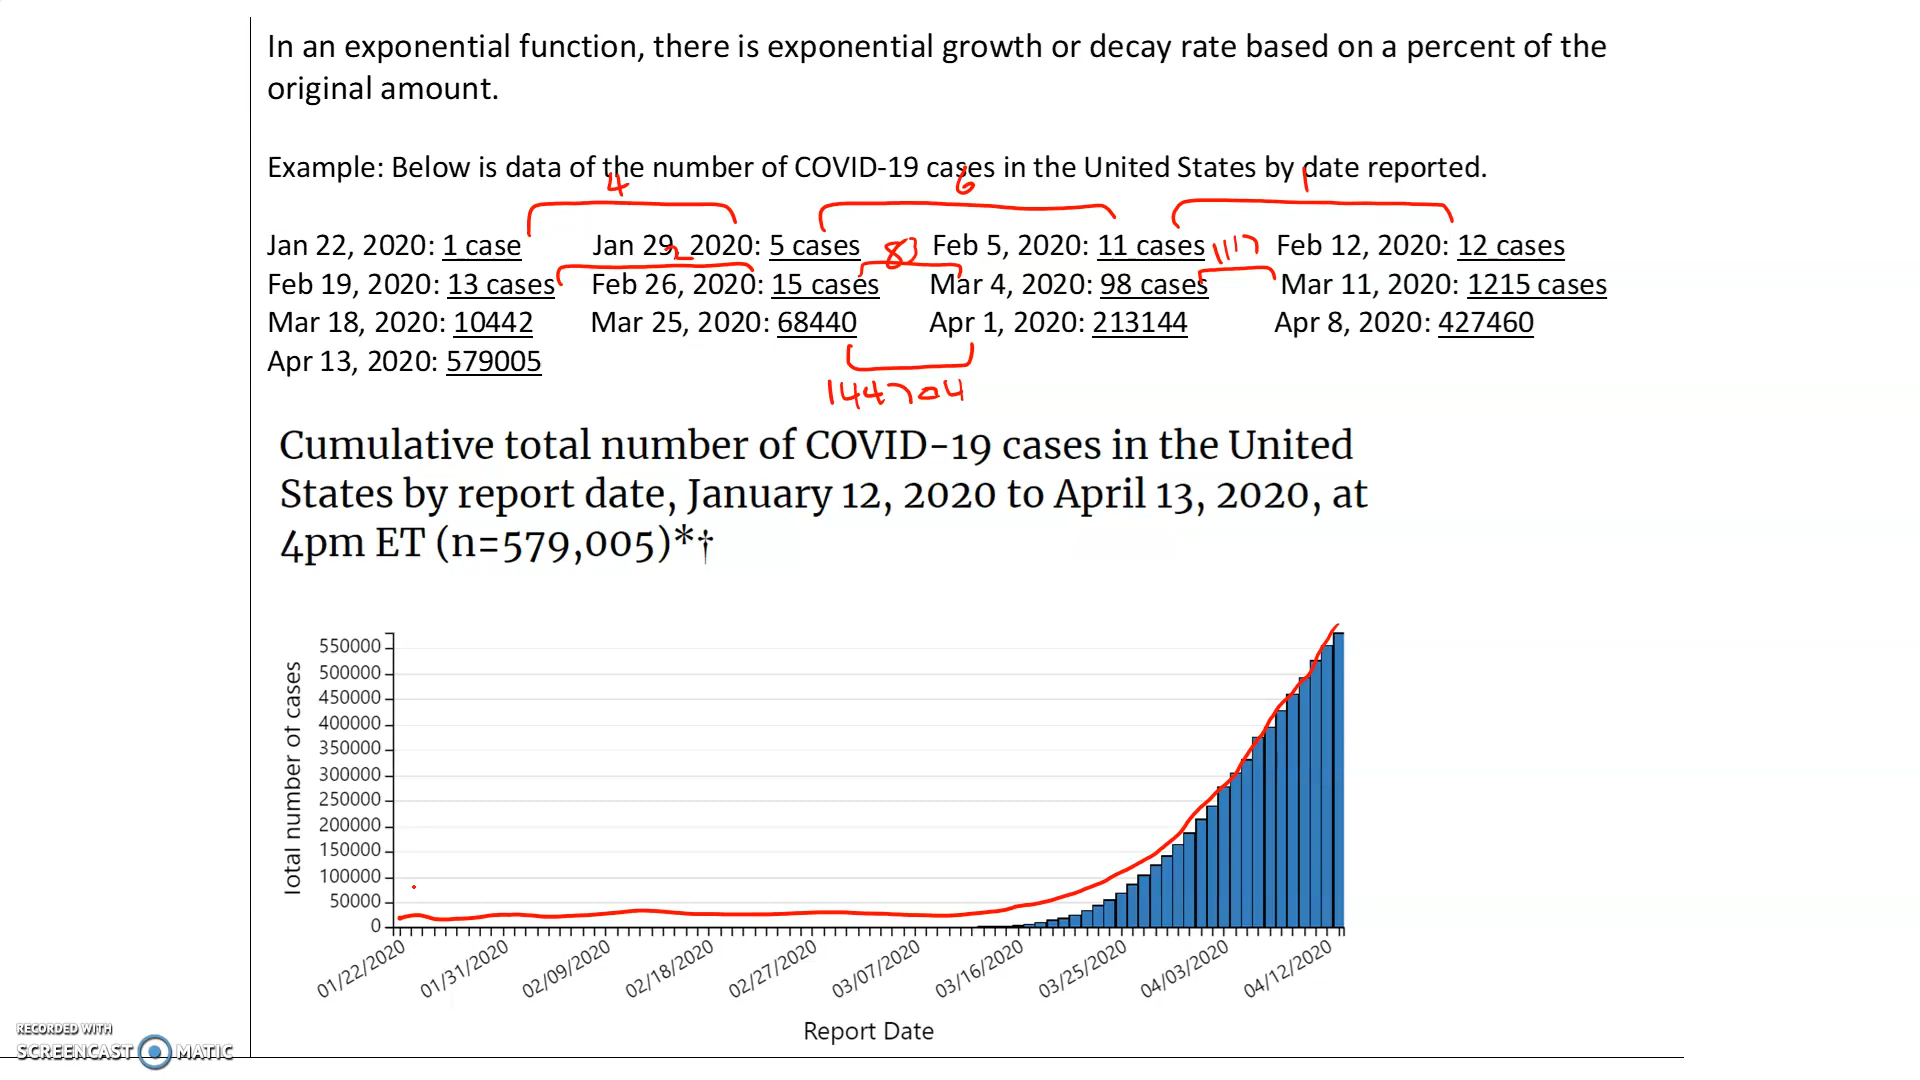 In an exponential function, there is exponential growth or decay rate based on a percent of the
original amount.
Example: Below is data of the number of COVID-19 cases in the United States by date reported.
4 6 1
Jan 22, 2020: 1 case Jan 29, 2020: 5 cases Feb 5, 2020: 11 cases Feb 12, 2020: 12 cases
2 83 1117
Feb 19, 2020: 13 cases Feb 26, 2020: 15 cases Mar 4, 2020: 98 cases Mar 11, 2020: 1215 cases
Mar 18, 2020: 10442 Mar 25, 2020: 68440 Apr 1, 2020: 213144 Apr 8, 2020: 427460
Apr 13, 2020: 579005
144704
Cumulative total number of COVID-19 cases in the United
States by report date, January 12, 2020 to April 13, 2020, at
4pm ET (n=579,005)*†
Total number of cases
550000
500000
450000
400000
350000
300000
250000
200000
150000
100000
50000
0
01/22/2020 01/31/2020 02/09/2020 02/18/2020 02/27/2020 03/07/2020 03/16/2020 03/25/2020 04/03/2020 04/12/2020
Report Date
RECORDED WITH
SCREENCAST MATIC